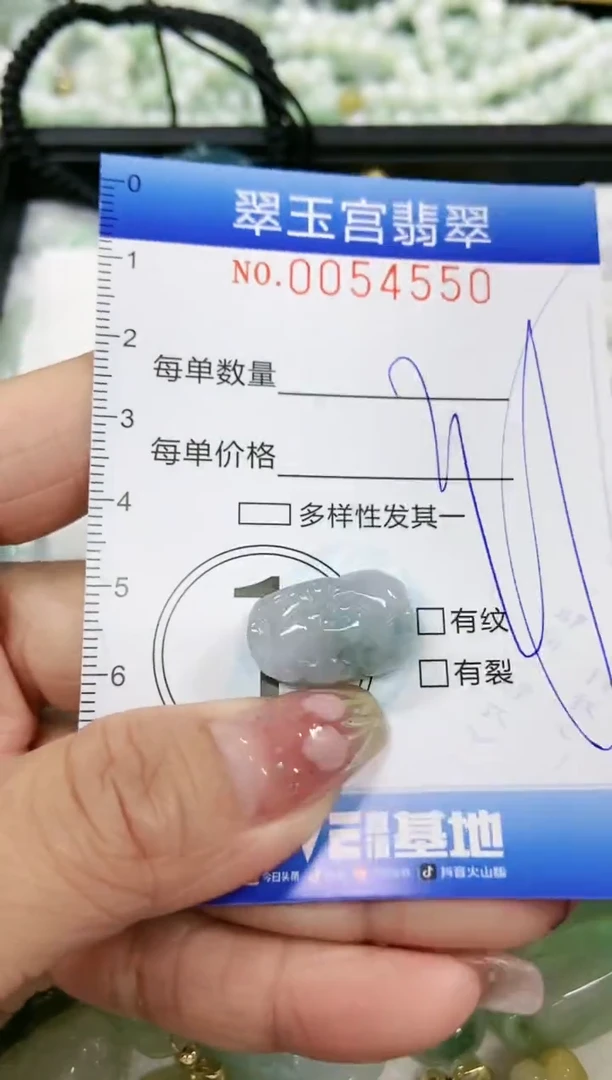 0
翠玉宫翡翠
1
NO.0054550
2
每单数量
3
每单价格
4
多样性发其一
5
1
有纹
6
有裂
基地
今日头条
抖音火山版